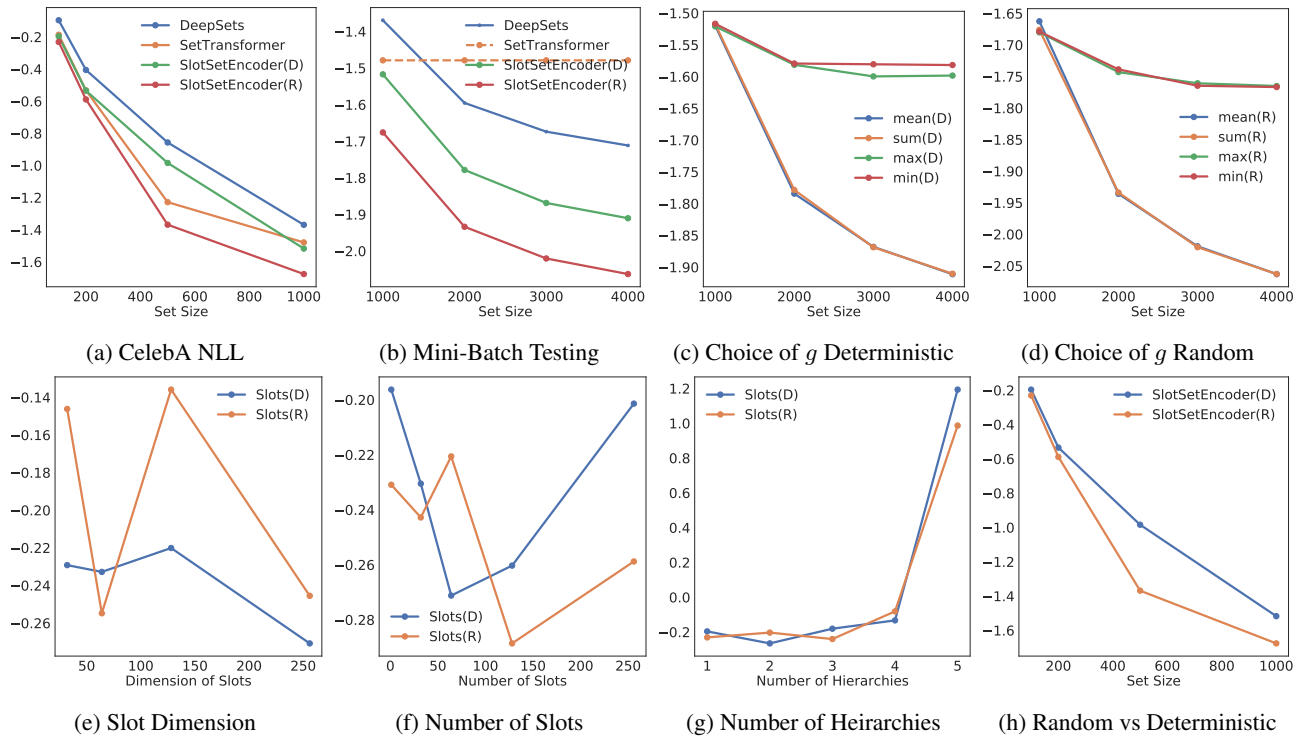 DeepSets
SetTransformer
SlotSetEncoder(D)
SlotSetEncoder(R)
−0.2
−0.4
−0.6
−0.8
−1.0
−1.2
−1.4
−1.6
200 400 600 800 1000
Set Size
(a) CelebA NLL
DeepSets
SetTransformer
SlotSetEncoder(D)
SlotSetEncoder(R)
−1.4
−1.5
−1.6
−1.7
−1.8
−1.9
−2.0
1000 2000 3000 4000
Set Size
(b) Mini-Batch Testing
−1.50
−1.55
−1.60
−1.65
−1.70
−1.75
−1.80
−1.85
−1.90
mean(D)
sum(D)
max(D)
min(D)
1000 2000 3000 4000
Set Size
(c) Choice of g Deterministic
−1.65
−1.70
−1.75
−1.80
−1.85
−1.90
−1.95
−2.00
−2.05
mean(R)
sum(R)
max(R)
min(R)
1000 2000 3000 4000
Set Size
(d) Choice of g Random
−0.14
−0.16
−0.18
−0.20
−0.22
−0.24
−0.26
Slots(D)
Slots(R)
50 100 150 200 250
Dimension of Slots
(e) Slot Dimension
−0.20
−0.22
−0.24
−0.26
−0.28
Slots(D)
Slots(R)
0 50 100 150 200 250
Number of Slots
(f) Number of Slots
1.2
1.0
0.8
0.6
0.4
0.2
0.0
−0.2
Slots(D)
Slots(R)
1 2 3 4 5
Number of Hierarchies
(g) Number of Heirarchies
−0.2
−0.4
−0.6
−0.8
−1.0
−1.2
−1.4
−1.6
SlotSetEncoder(D)
SlotSetEncoder(R)
200 400 600 800 1000
Set Size
(h) Random vs Deterministic